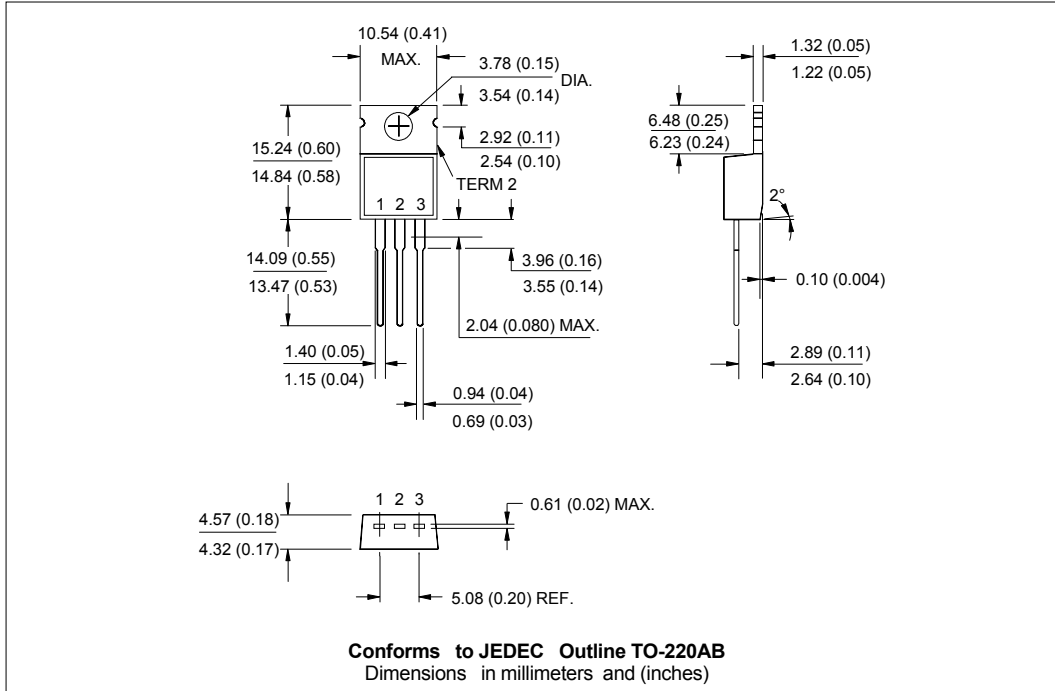 10.54 (0.41)
MAX.
3.78 (0.15)
3.54 (0.14)
DIA.
1.32 (0.05)
1.22 (0.05)
15.24 (0.60)
14.84 (0.58)
2.92 (0.11)
2.54 (0.10)
TERM 2
1 2 3
6.48 (0.25)
6.23 (0.24)
2°
14.09 (0.55)
13.47 (0.53)
3.96 (0.16)
3.55 (0.14)
0.10 (0.004)
2.04 (0.080) MAX.
1.40 (0.05)
1.15 (0.04)
0.94 (0.04)
0.69 (0.03)
2.89 (0.11)
2.64 (0.10)
1 2 3
4.57 (0.18)
4.32 (0.17)
0.61 (0.02) MAX.
5.08 (0.20) REF.
Conforms to JEDEC Outline TO-220AB
Dimensions in millimeters and (inches)